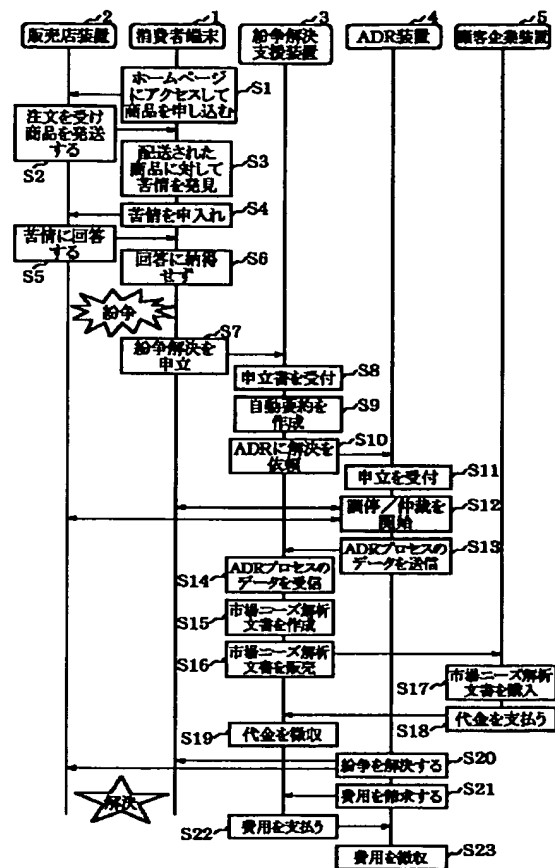 2
1
3
4
5
販売店装置
消費者端末
紛争解決
支援装置
ADR装置
顧客企業装置
ホームページ
にアクセスして
商品を申し込む
S1
注文を受け
商品を発送
する
S2
配送された
商品に対して
苦情を発見
S3
苦情を申入れ
S4
苦情に回答
する
S5
回答に納得
せず
S6
紛争
紛争解決を
申立
S7
申立書を受付
S8
自動要約を
作成
S9
ADRに解決を
依頼
S10
申立を受付
S11
調停/仲裁を
開始
S12
ADRプロセスの
データを送信
S13
S14
ADRプロセスの
データを受信
S15
市場ニーズ解析
文書を作成
S16
市場ニーズ解析
文書を販売
S17
市場ニーズ解析
文書を購入
代金を支払う
S18
S19
代金を徴収
紛争を解決する
S20
解決
費用を請求する
S21
S22
費用を支払う
費用を徴収
S23